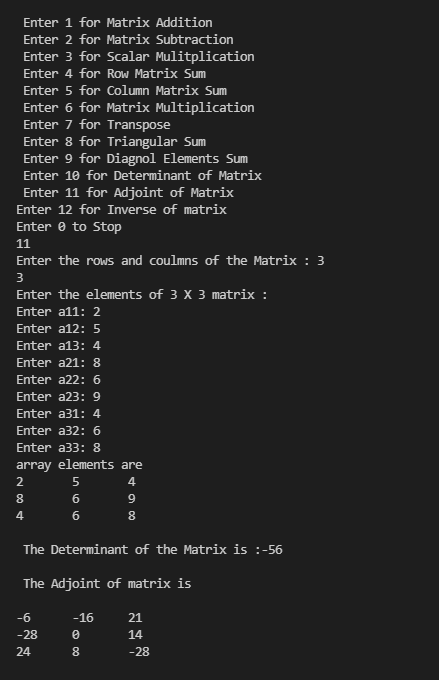 Enter 1 for Matrix Addition
Enter 2 for Matrix Subtraction
Enter 3 for Scalar Mulitplication
Enter 4 for Row Matrix Sum
Enter 5 for Column Matrix Sum
Enter 6 for Matrix Multiplication
Enter 7 for Transpose
Enter 8 for Triangular Sum
Enter 9 for Diagnol Elements Sum
Enter 10 for Determinant of Matrix
Enter 11 for Adjoint of Matrix
Enter 12 for Inverse of matrix
Enter 0 to Stop
11
Enter the rows and coulmns of the Matrix : 3
3
Enter the elements of 3 X 3 matrix :
Enter a11: 2
Enter a12: 5
Enter a13: 4
Enter a21: 8
Enter a22: 6
Enter a23: 9
Enter a31: 4
Enter a32: 6
Enter a33: 8
array elements are
2 5 4
8 6 9
4 6 8
The Determinant of the Matrix is :-56
The Adjoint of matrix is
-6 -16 21
-28 0 14
24 8 -28